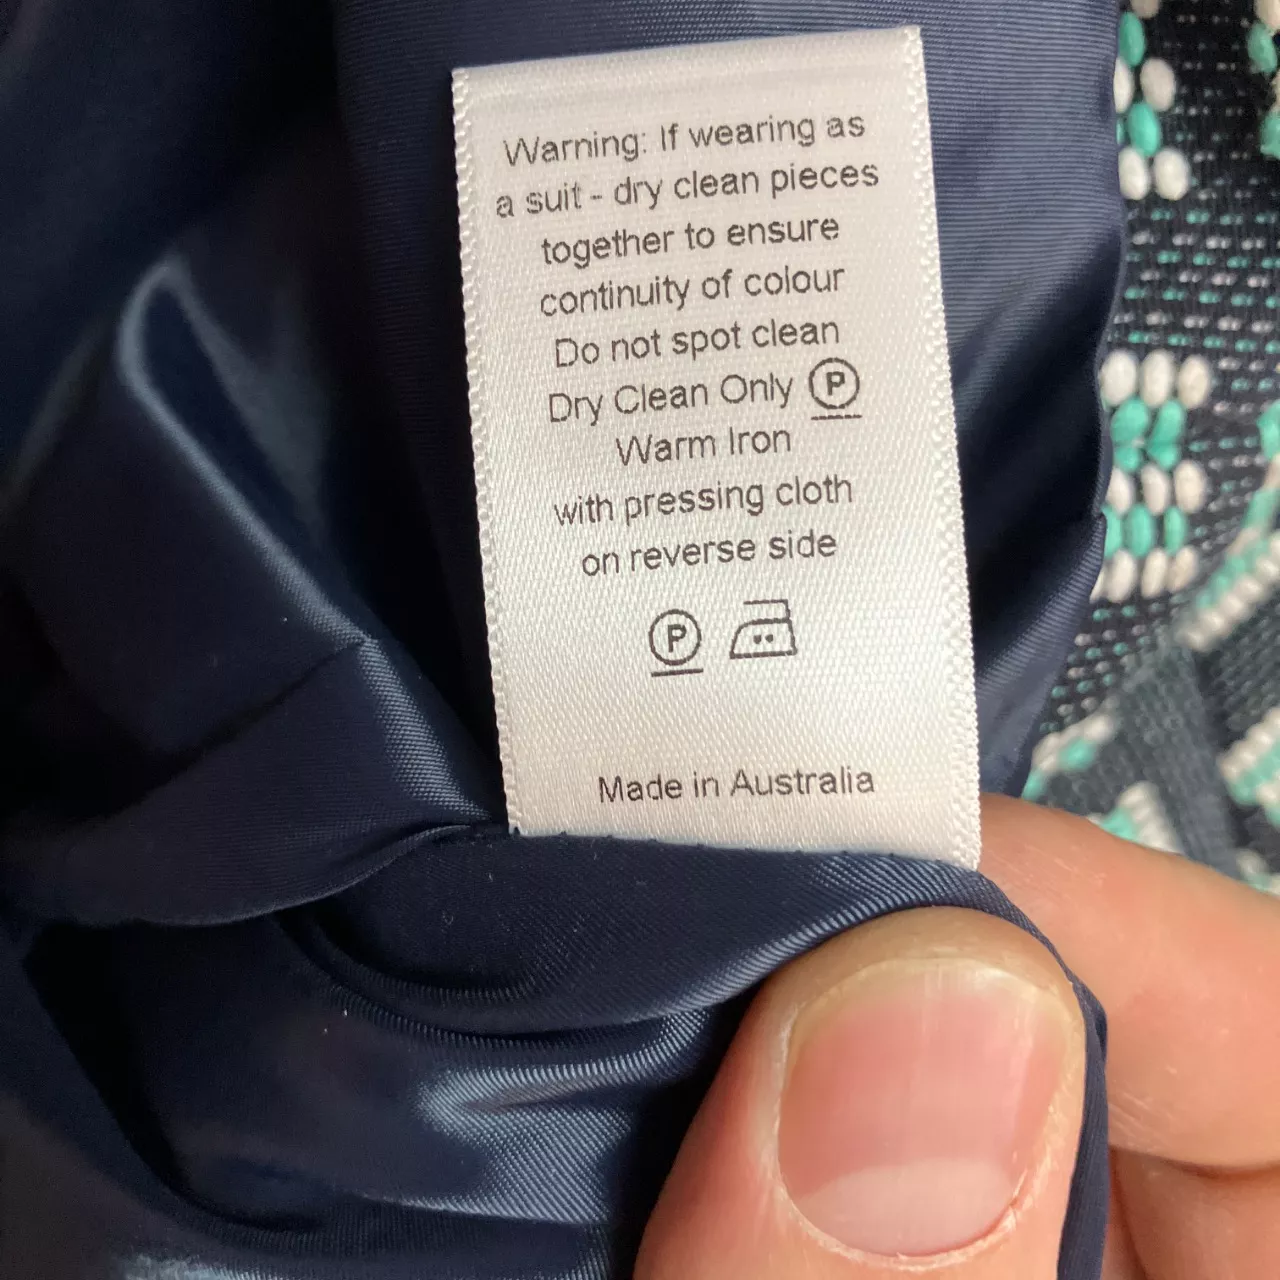 Warning: If wearing as
a suit - dry clean pieces
together to ensure
continuity of colour
Do not spot clean
Dry Clean Only P
Warm Iron
with pressing cloth
on reverse side
P
Made in Australia